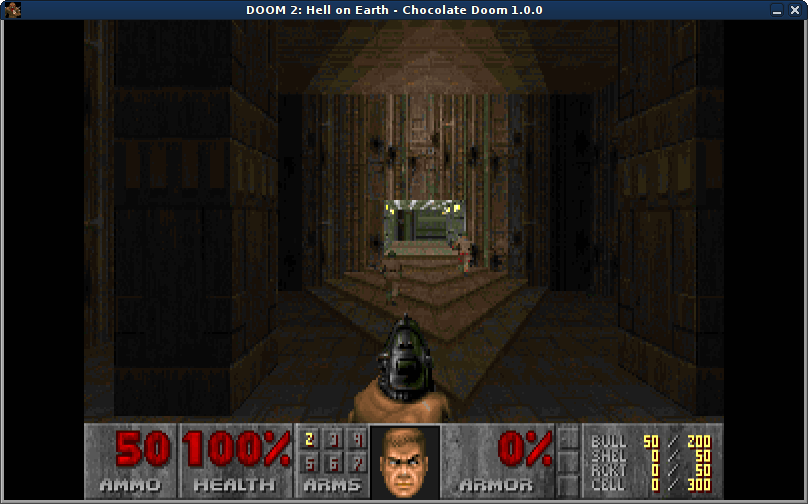 DOOM 2: Hell on Earth - Chocolate Doom 1.0.0
50 100% 2 3 4 0% BULL 50 / 200
SHEL 0 / 50
5 6 7 RCKT 0 / 50
AMMO HEALTH ARMS ARMOR CELL 0 / 300